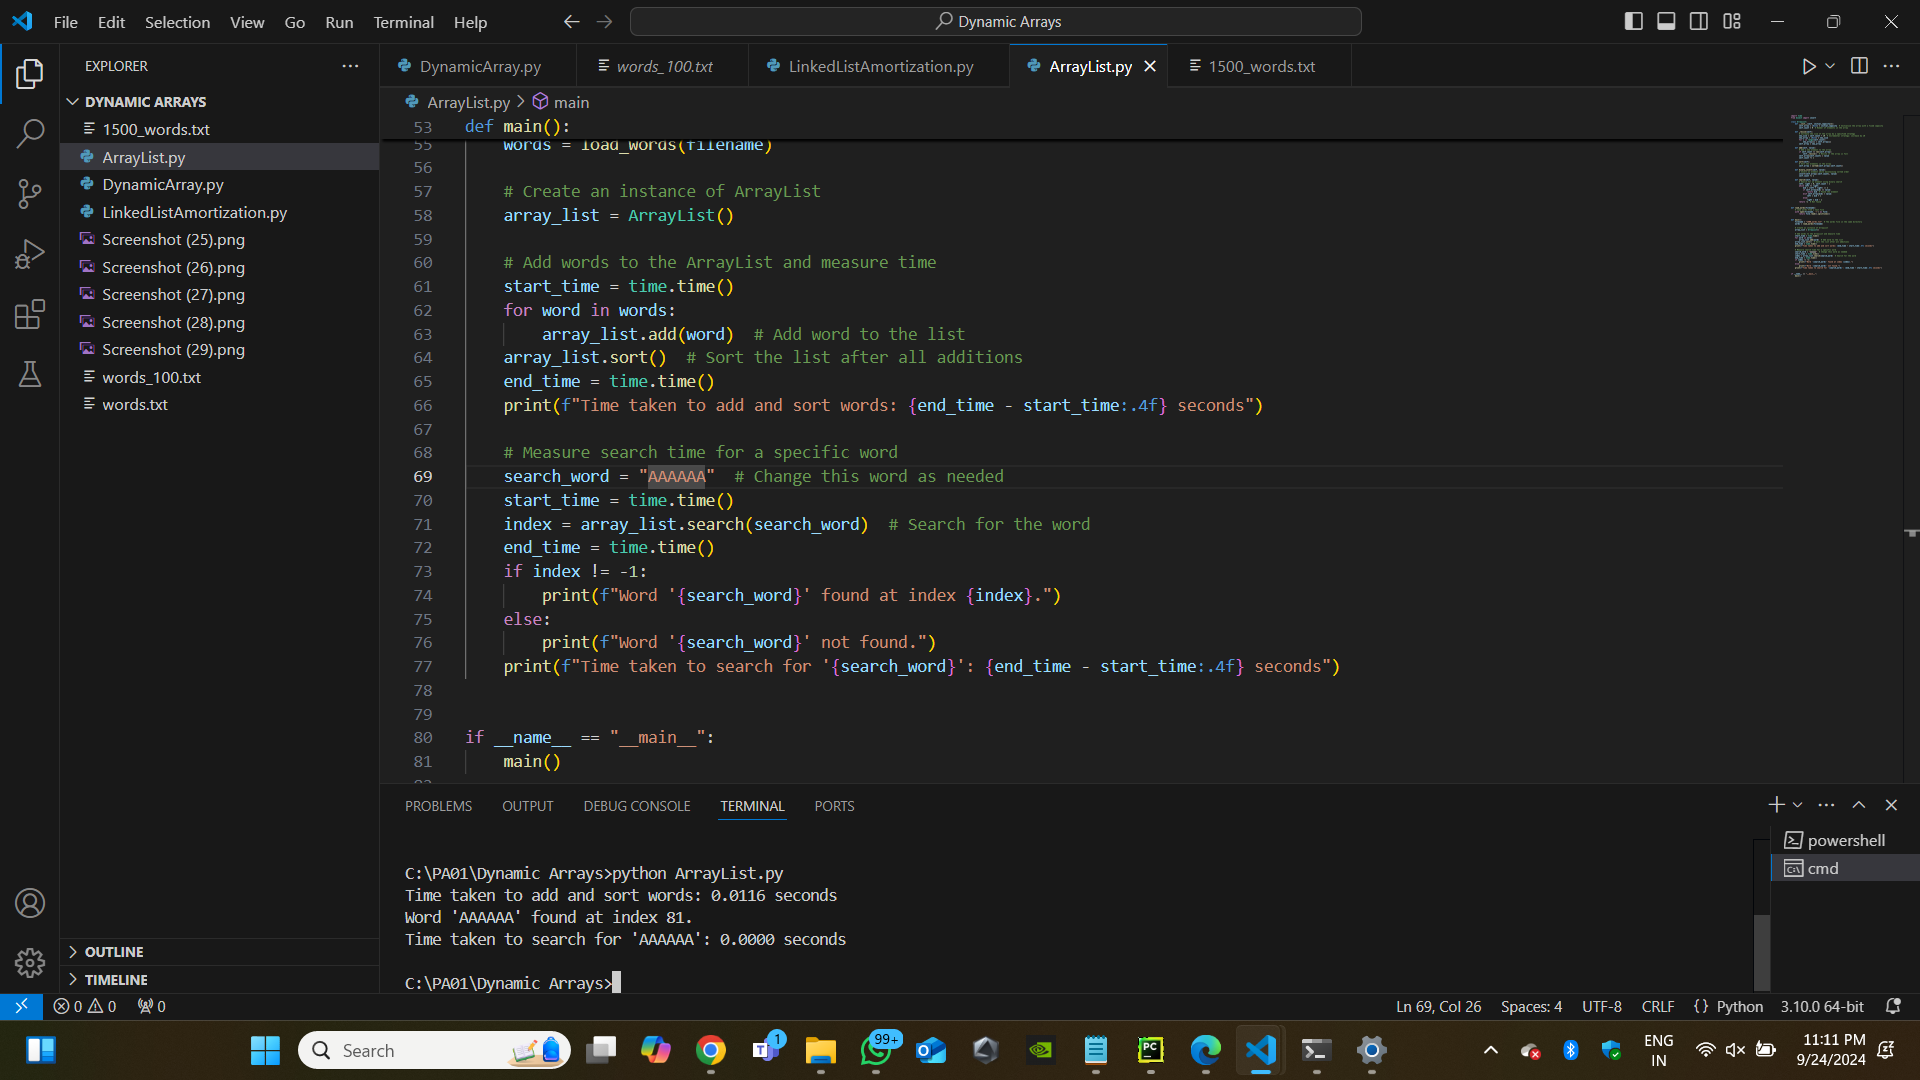 File Edit Selection View Go Run Terminal Help
Dynamic Arrays
EXPLORER
DYNAMIC ARRAYS
1500_words.txt
ArrayList.py
DynamicArray.py
LinkedListAmortization.py
Screenshot (25).png
Screenshot (26).png
Screenshot (27).png
Screenshot (28).png
Screenshot (29).png
words_100.txt
words.txt
OUTLINE
TIMELINE
DynamicArray.py words_100.txt LinkedListAmortization.py ArrayList.py 1500_words.txt
ArrayList.py > main
53 def main():
55 words = load_words(filename)
56
57 # Create an instance of ArrayList
58 array_list = ArrayList()
59
60 # Add words to the ArrayList and measure time
61 start_time = time.time()
62 for word in words:
63 array_list.add(word) # Add word to the list
64 array_list.sort() # Sort the list after all additions
65 end_time = time.time()
66 print(f"Time taken to add and sort words: {end_time - start_time:.4f} seconds")
67
68 # Measure search time for a specific word
69 search_word = "AAAAAA" # Change this word as needed
70 start_time = time.time()
71 index = array_list.search(search_word) # Search for the word
72 end_time = time.time()
73 if index != -1:
74 print(f"Word '{search_word}' found at index {index}.")
75 else:
76 print(f"Word '{search_word}' not found.")
77 print(f"Time taken to search for '{search_word}': {end_time - start_time:.4f} seconds")
78
79
80 if __name__ == "__main__":
81 main()
PROBLEMS OUTPUT DEBUG CONSOLE TERMINAL PORTS
powershell
cmd
C:\PA01\Dynamic Arrays>python ArrayList.py
Time taken to add and sort words: 0.0116 seconds
Word 'AAAAAA' found at index 81.
Time taken to search for 'AAAAAA': 0.0000 seconds
C:\PA01\Dynamic Arrays>
0 0 0
Ln 69, Col 26 Spaces: 4 UTF-8 CRLF {} Python 3.10.0 64-bit
Search
1
99+
PC
ENG
IN
11:11 PM
9/24/2024